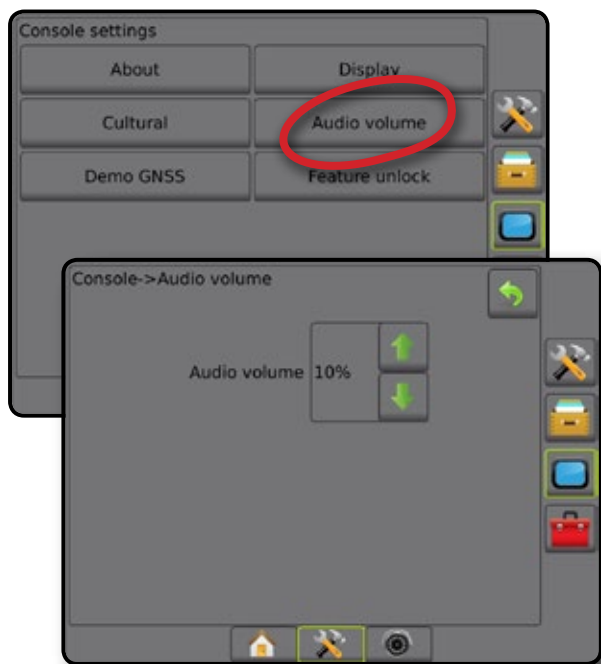 Console settings
About
Display
Cultural
Audio volume
Demo GNSS
Feature unlock
Console->Audio volume
Audio volume 10%